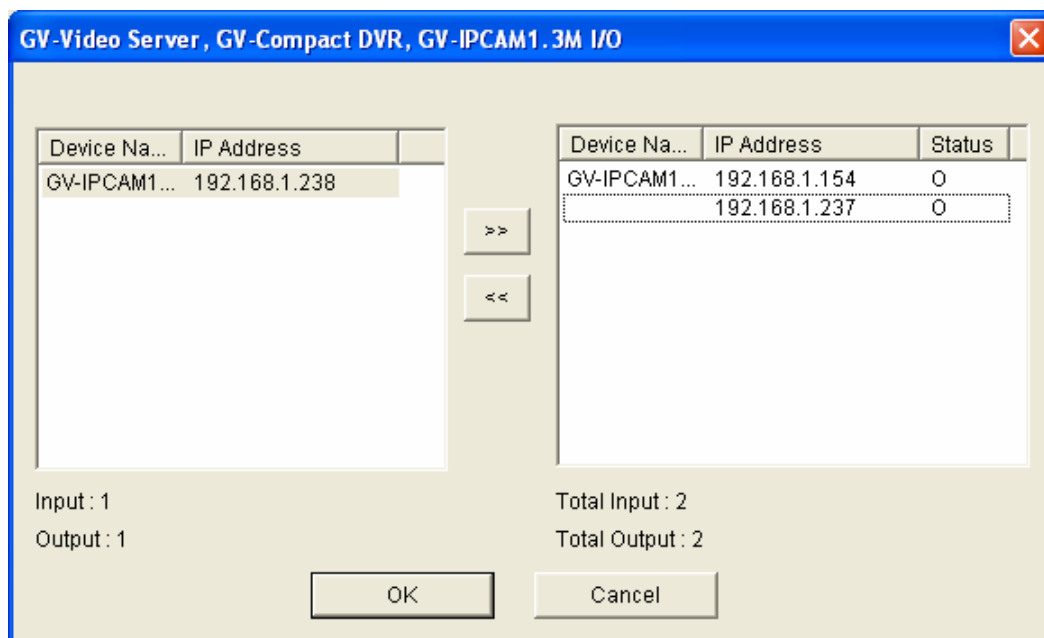 GV-Video Server, GV-Compact DVR, GV-IPCAM1.3M I/O
Device Na... IP Address
GV-IPCAM1... 192.168.1.238
>>
<<
Device Na... IP Address Status
GV-IPCAM1... 192.168.1.154 O
192.168.1.237 O
Input : 1
Output : 1
Total Input : 2
Total Output : 2
OK
Cancel